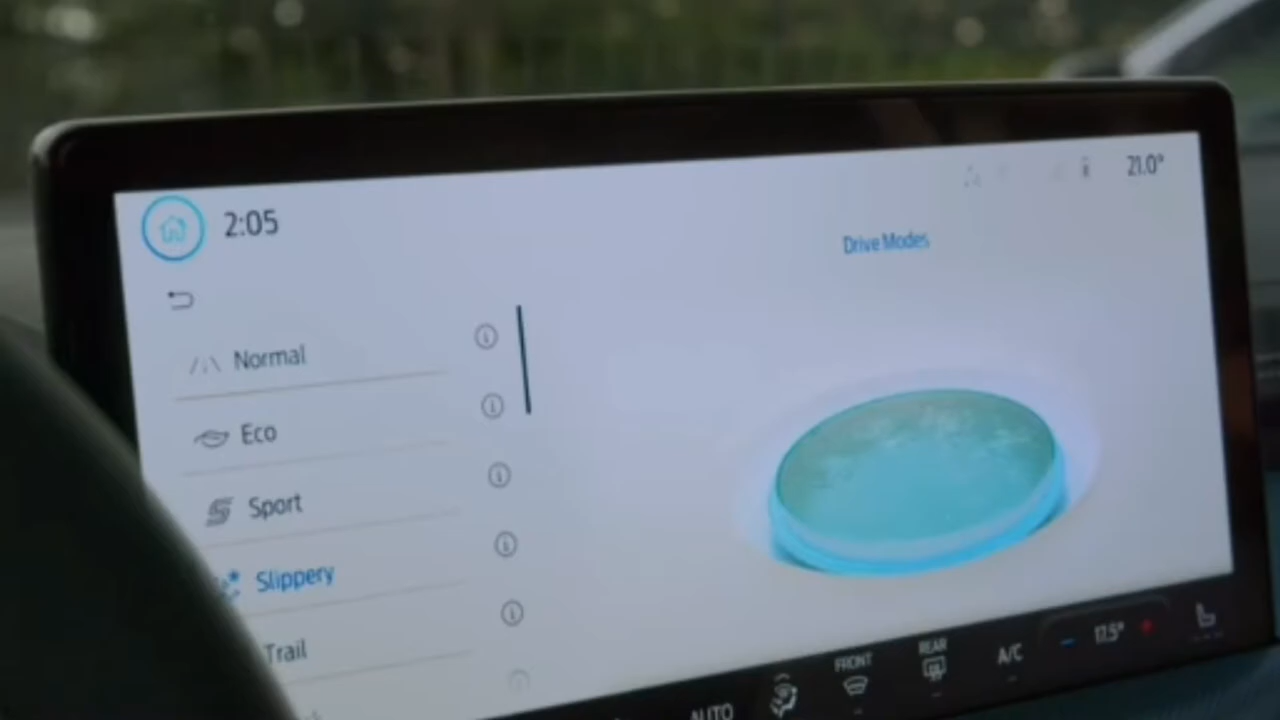 2:05
21.0°
Drive Modes
Normal
Eco
Sport
Slippery
Trail
AUTO
FRONT
REAR
A/C
17.5°